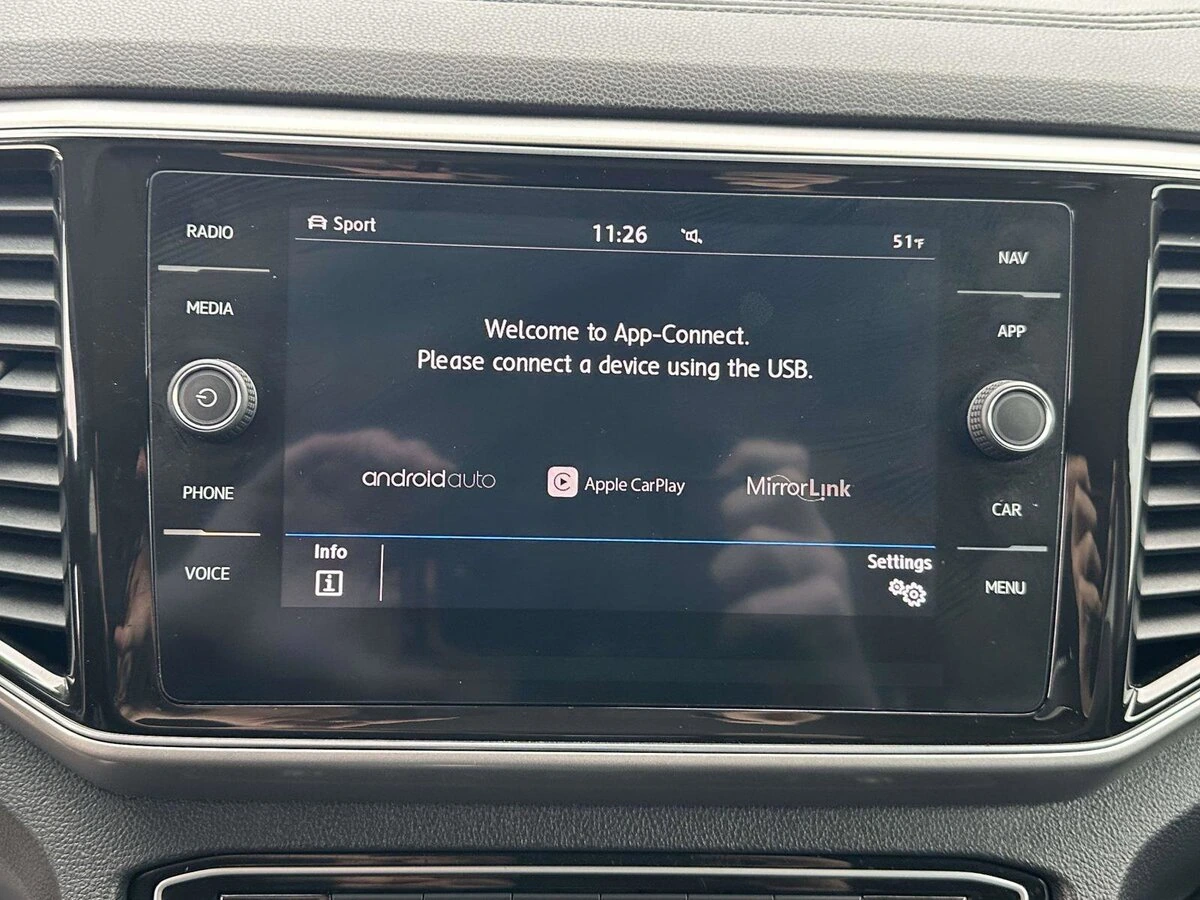 RADIO
MEDIA
PHONE
VOICE
Sport
11:26
51°F
Welcome to App-Connect.
Please connect a device using the USB.
androidauto
Apple CarPlay
MirrorLink
Info
Settings
NAV
APP
CAR
MENU